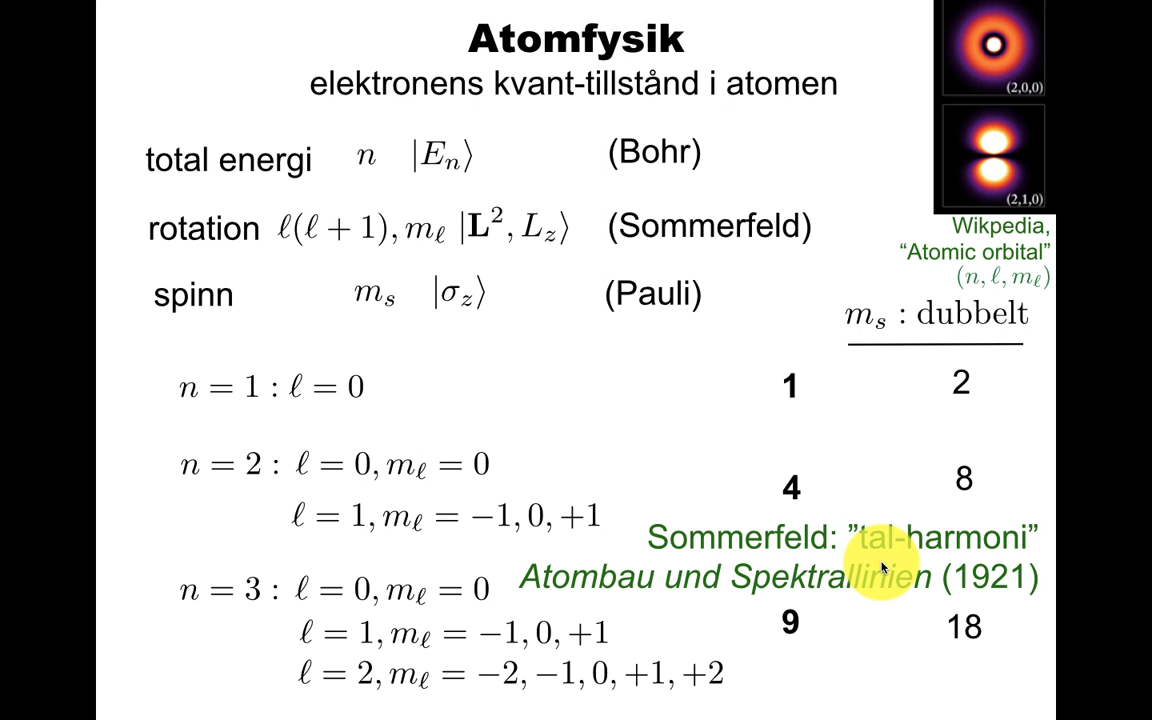 Atomfysik
elektronens kvant-tillstånd i atomen
(2,0,0)
(2,1,0)
total energi n |Eₙ⟩ (Bohr)
rotation ℓ(ℓ + 1), m_ℓ |L², L_z⟩ (Sommerfeld)
Wikpedia,
“Atomic orbital”
(n, ℓ, m_ℓ)
spinn m_s |σ_z⟩ (Pauli)
m_s : dubbelt
n = 1 : ℓ = 0 1 2
n = 2 : ℓ = 0, m_ℓ = 0
4 8
ℓ = 1, m_ℓ = −1, 0, +1
Sommerfeld: ”tal-harmoni”
Atombau und Spektrallinien (1921)
n = 3 : ℓ = 0, m_ℓ = 0
ℓ = 1, m_ℓ = −1, 0, +1 9 18
ℓ = 2, m_ℓ = −2, −1, 0, +1, +2